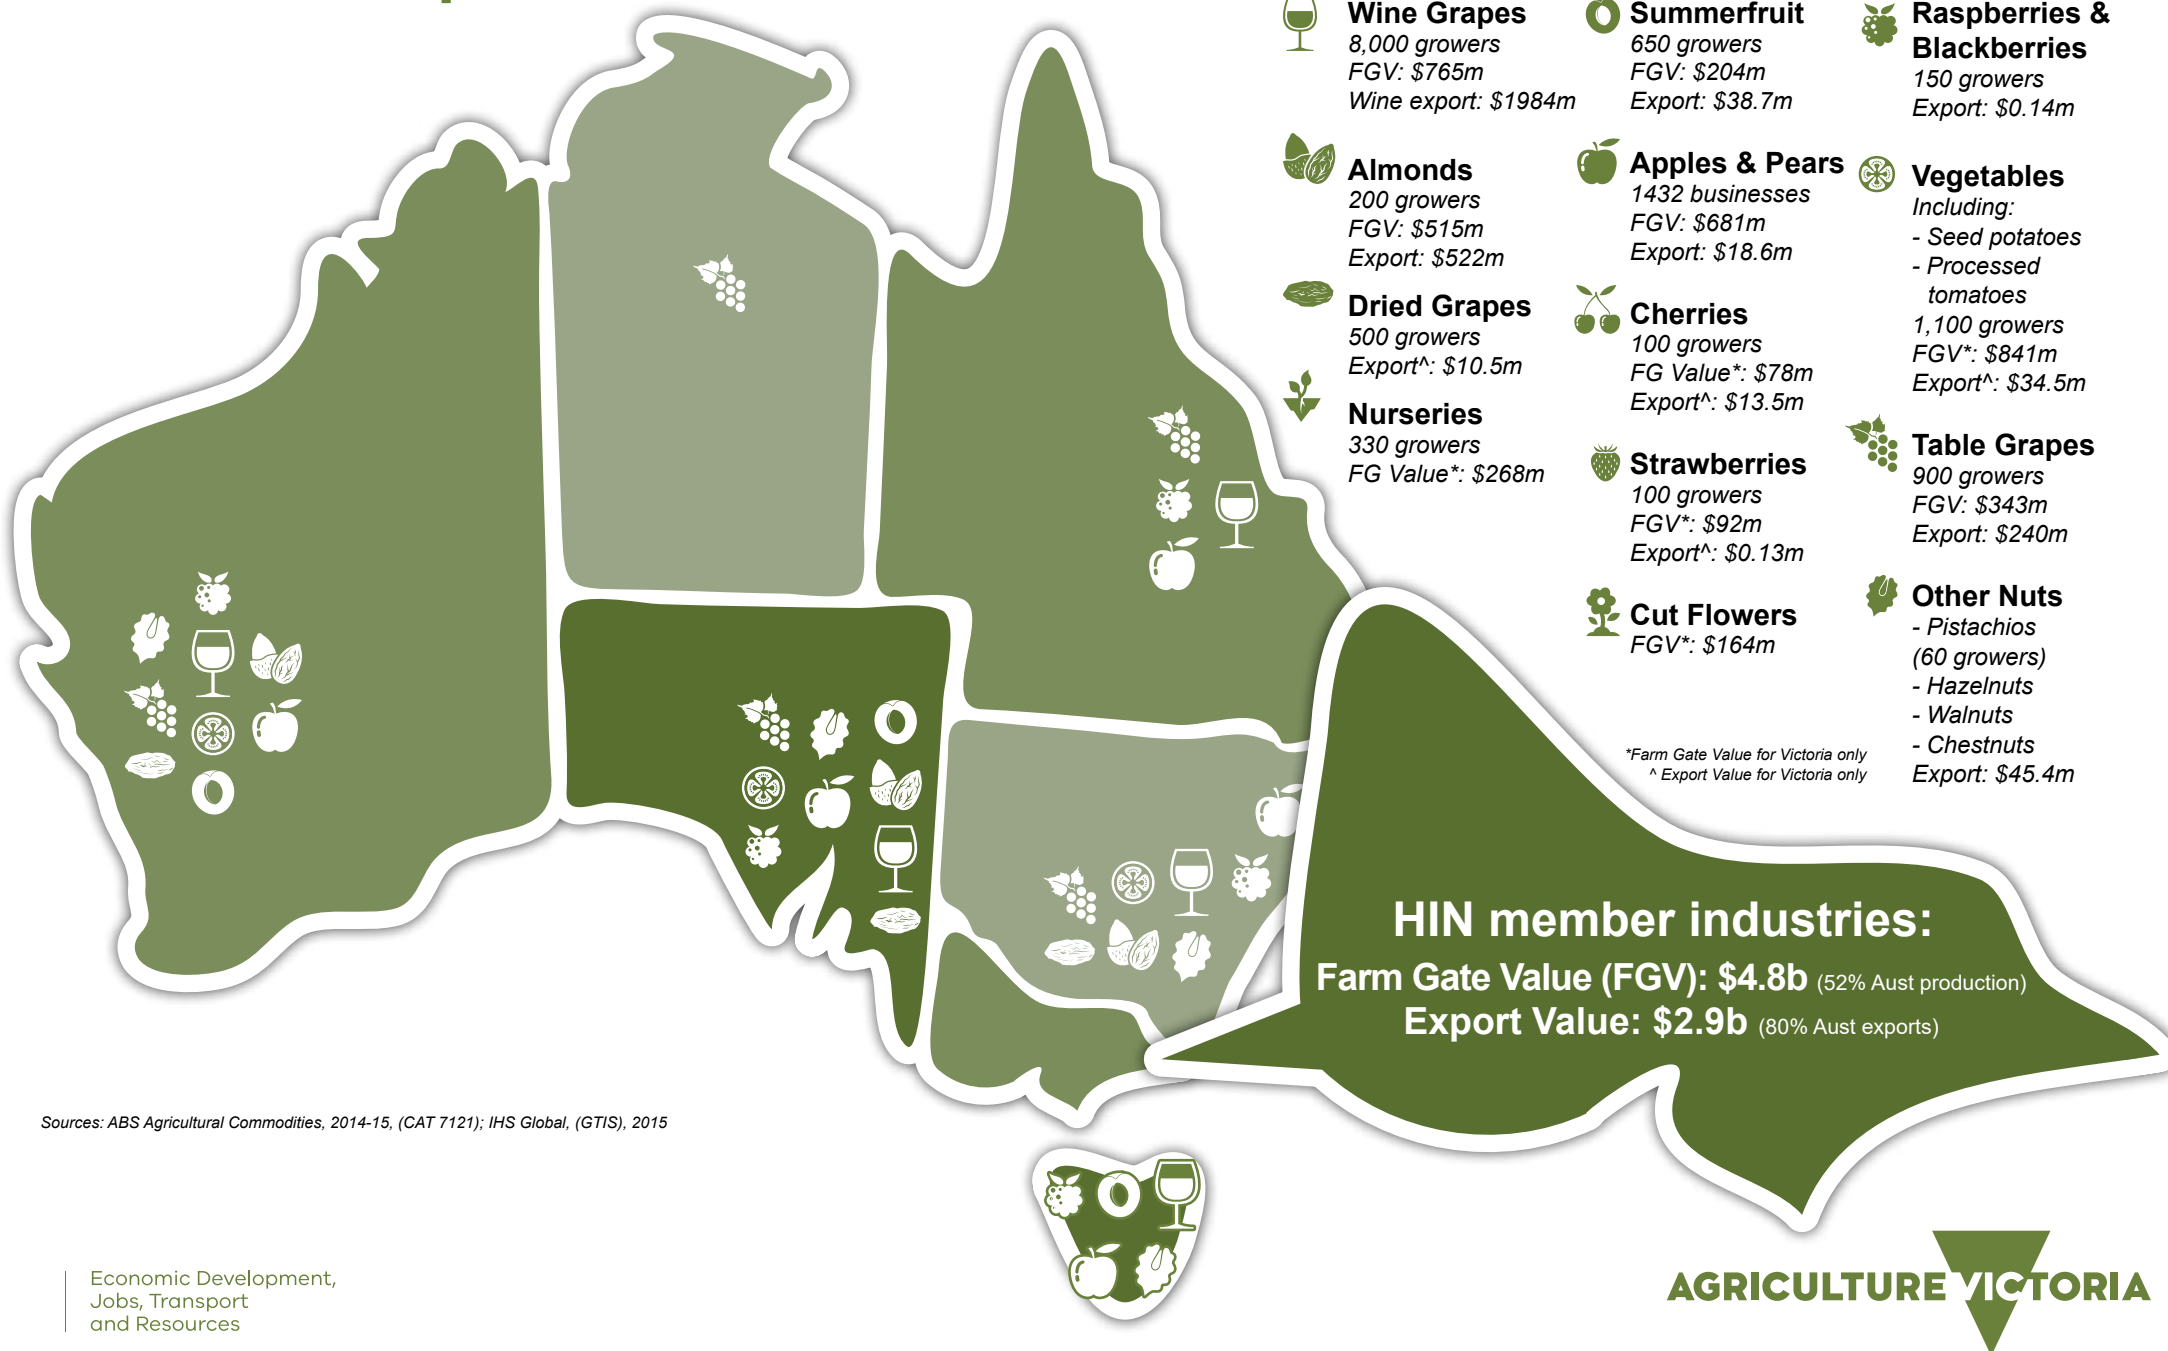 Wine Grapes
8,000 growers
FGV: $765m
Wine export: $1984m
Almonds
200 growers
FGV: $515m
Export: $522m
Dried Grapes
500 growers
Export^: $10.5m
Nurseries
330 growers
FG Value*: $268m
Summerfruit
650 growers
FGV: $204m
Export: $38.7m
Apples & Pears
1432 businesses
FGV: $681m
Export: $18.6m
Cherries
100 growers
FG Value*: $78m
Export^: $13.5m
Strawberries
100 growers
FGV*: $92m
Export^: $0.13m
Cut Flowers
FGV*: $164m
Raspberries &
Blackberries
150 growers
Export: $0.14m
Vegetables
Including:
- Seed potatoes
- Processed
tomatoes
1,100 growers
FGV*: $841m
Export^: $34.5m
Table Grapes
900 growers
FGV: $343m
Export: $240m
Other Nuts
- Pistachios
(60 growers)
- Hazelnuts
- Walnuts
- Chestnuts
Export: $45.4m
*Farm Gate Value for Victoria only
^ Export Value for Victoria only
HIN member industries:
Farm Gate Value (FGV): $4.8b (52% Aust production)
Export Value: $2.9b (80% Aust exports)
Sources: ABS Agricultural Commodities, 2014-15, (CAT 7121); IHS Global, (GTIS), 2015
Economic Development,
Jobs, Transport
and Resources
AGRICULTURE VICTORIA